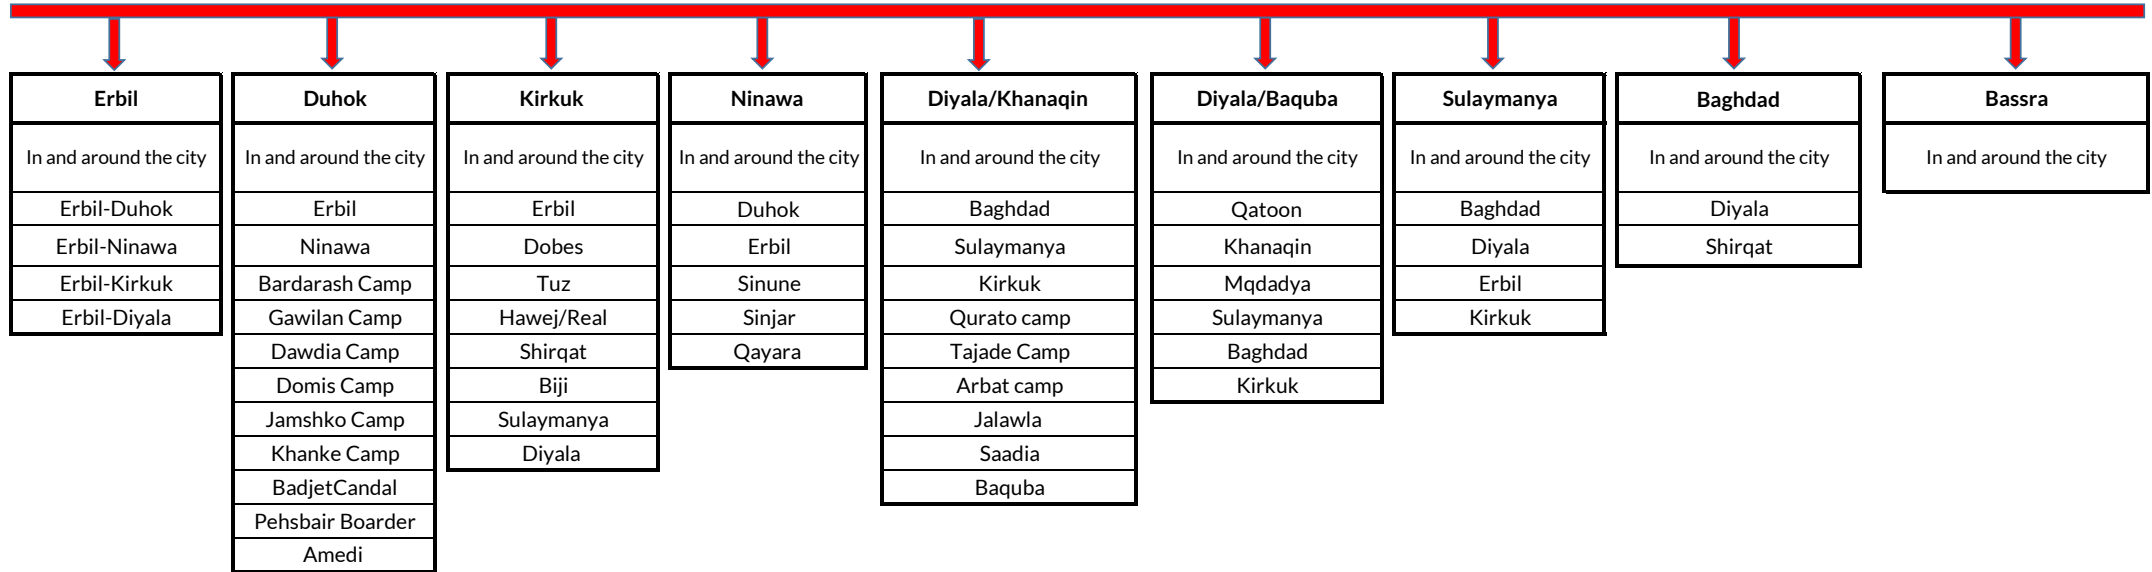 Erbil
In and around the city
Erbil-Duhok
Erbil-Ninawa
Erbil-Kirkuk
Erbil-Diyala
Duhok
In and around the city
Erbil
Ninawa
Bardarash Camp
Gawilan Camp
Dawdia Camp
Domis Camp
Jamshko Camp
Khanke Camp
BadjetCandal
Pehsbair Boarder
Amedi
Kirkuk
In and around the city
Erbil
Dobes
Tuz
Hawej/Real
Shirqat
Biji
Sulaymanya
Diyala
Ninawa
In and around the city
Duhok
Erbil
Sinune
Sinjar
Qayara
Diyala/Khanaqin
In and around the city
Baghdad
Sulaymanya
Kirkuk
Qurato camp
Tajade Camp
Arbat camp
Jalawla
Saadia
Baquba
Diyala/Baquba
In and around the city
Qatoon
Khanaqin
Mqdadya
Sulaymanya
Baghdad
Kirkuk
Sulaymanya
In and around the city
Baghdad
Diyala
Erbil
Kirkuk
Baghdad
In and around the city
Diyala
Shirqat
Bassra
In and around the city